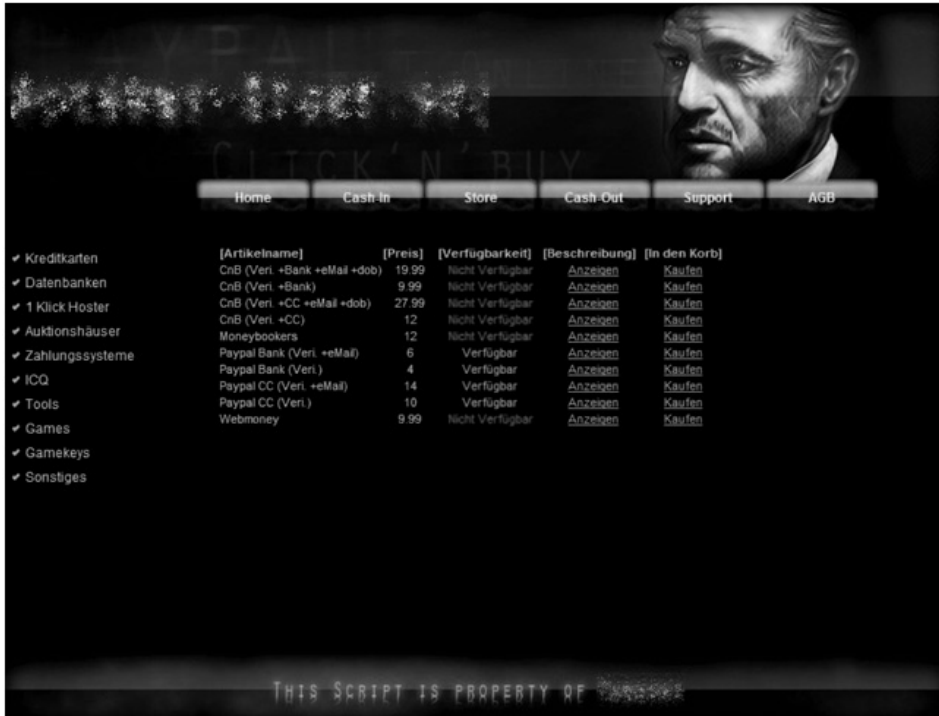 PAYPAL
ONLINE
CLICK'N'BUY
Home Cash-In Store Cash-Out Support AGB
Kreditkarten
Datenbanken
1 Klick Hoster
Auktionshäuser
Zahlungssysteme
ICQ
Tools
Games
Gamekeys
Sonstiges
[Artikelname] [Preis] [Verfügbarkeit] [Beschreibung] [In den Korb]
CnB (Veri. +Bank +eMail +dob) 19.99 Nicht Verfügbar Anzeigen Kaufen
CnB (Veri. +Bank) 9.99 Nicht Verfügbar Anzeigen Kaufen
CnB (Veri. +CC +eMail +dob) 27.99 Nicht Verfügbar Anzeigen Kaufen
CnB (Veri. +CC) 12 Nicht Verfügbar Anzeigen Kaufen
Moneybookers 12 Nicht Verfügbar Anzeigen Kaufen
Paypal Bank (Veri. +eMail) 6 Verfügbar Anzeigen Kaufen
Paypal Bank (Veri.) 4 Verfügbar Anzeigen Kaufen
Paypal CC (Veri. +eMail) 14 Verfügbar Anzeigen Kaufen
Paypal CC (Veri.) 10 Verfügbar Anzeigen Kaufen
Webmoney 9.99 Nicht Verfügbar Anzeigen Kaufen
THIS SCRIPT IS PROPERTY OF